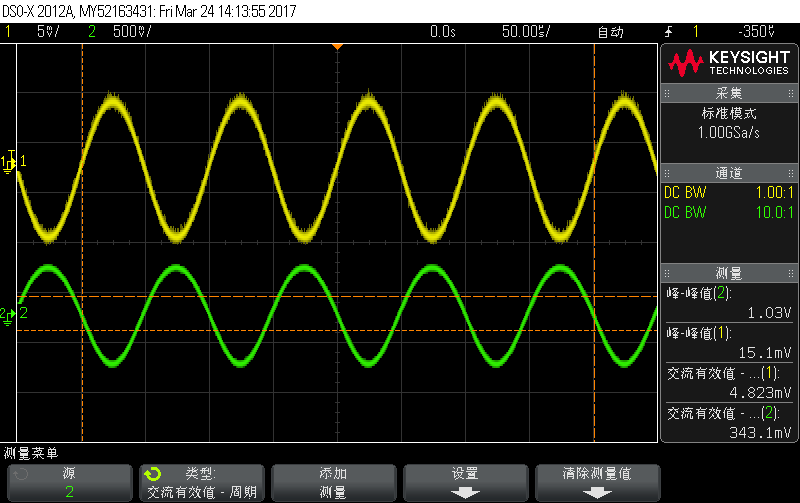 DSO-X 2012A, MY52163431: Fri Mar 24 14:13:55 2017
1 5mV/ 2 500mV/ 0.0s 50.00us/ 自动 1 -350uV
KEYSIGHT
TECHNOLOGIES
采集
标准模式
1.00GSa/s
通道
DC BW 1.00:1
DC BW 10.0:1
测量
峰-峰值(2):
1.03V
峰-峰值(1):
15.1mV
交流有效值 - ...(1):
4.823mV
交流有效值 - ...(2):
343.1mV
1 T 1
2 2
测量菜单
源
2
类型:
交流有效值 - 周期
添加
测量
设置
清除测量值